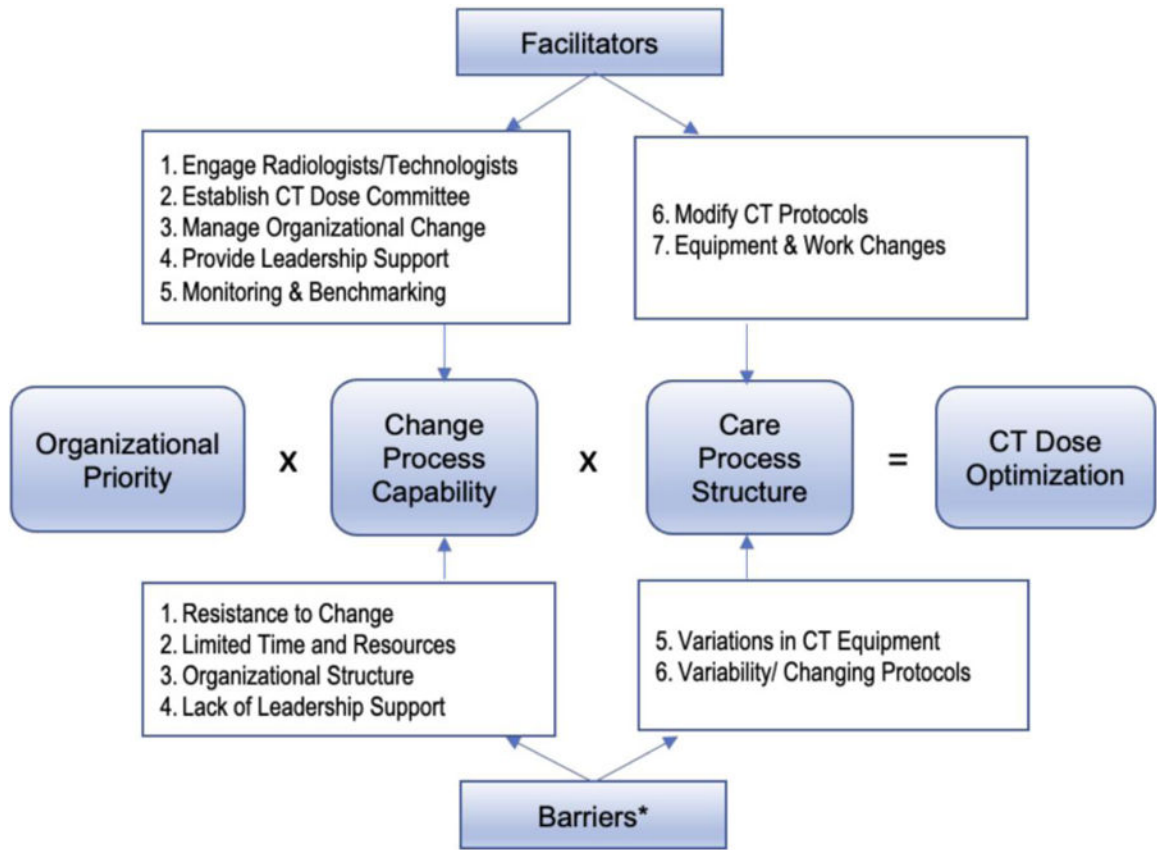 Facilitators
1. Engage Radiologists/Technologists
2. Establish CT Dose Committee
3. Manage Organizational Change
4. Provide Leadership Support
5. Monitoring & Benchmarking
6. Modify CT Protocols
7. Equipment & Work Changes
Organizational
Priority
x
Change
Process
Capability
x
Care
Process
Structure
=
CT Dose
Optimization
1. Resistance to Change
2. Limited Time and Resources
3. Organizational Structure
4. Lack of Leadership Support
5. Variations in CT Equipment
6. Variability/ Changing Protocols
Barriers*